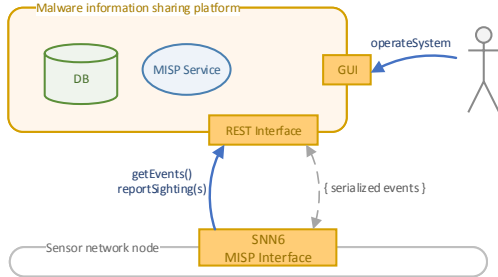 Malware information sharing platform
operateSystem
DB
MISP Service
GUI
REST Interface
getEvents()
reportSighting(s)
{ serialized events }
SNN6
MISP Interface
Sensor network node